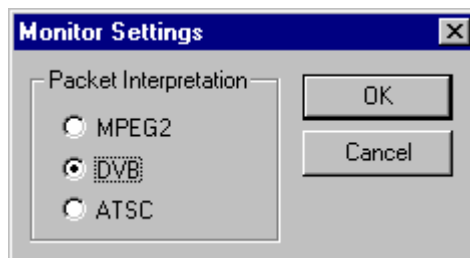 Monitor Settings
Packet Interpretation
MPEG2
DVB
ATSC
OK
Cancel